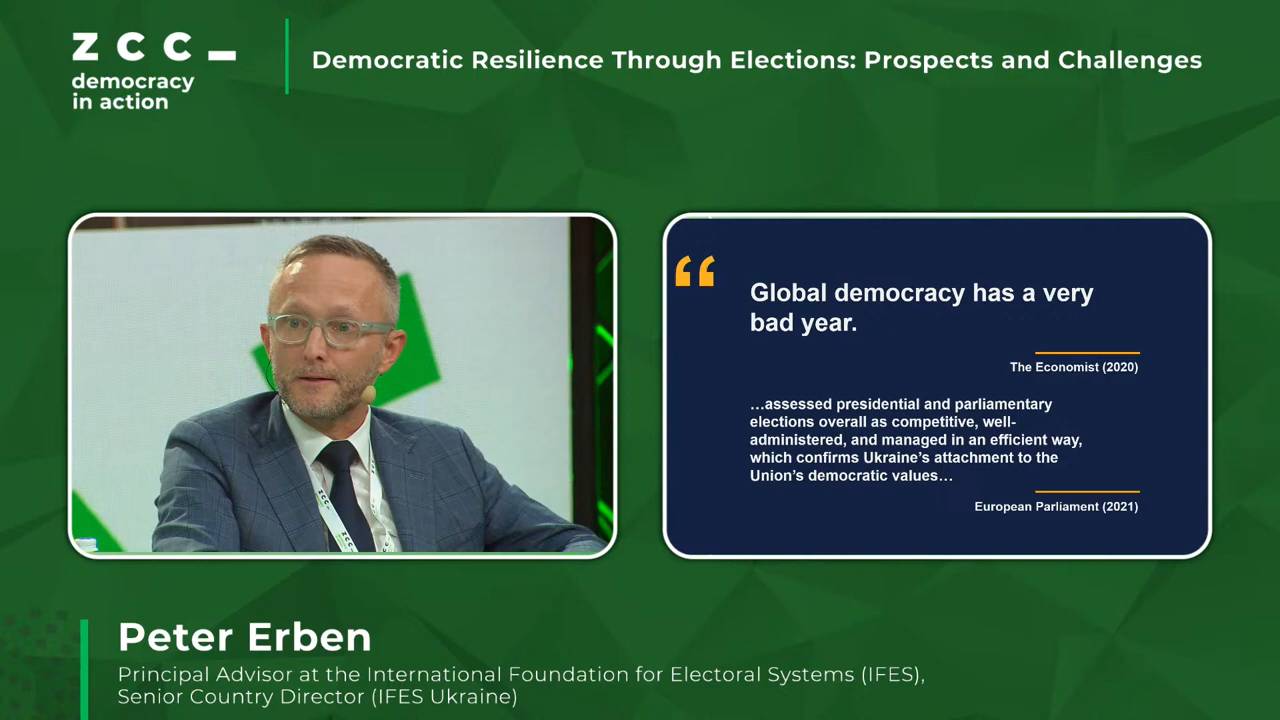 zcc_
democracy
in action
Democratic Resilience Through Elections: Prospects and Challenges
“
Global democracy has a very
bad year.
The Economist (2020)
…assessed presidential and parliamentary
elections overall as competitive, well-
administered, and managed in an efficient way,
which confirms Ukraine’s attachment to the
Union’s democratic values…
European Parliament (2021)
zcc_
Peter Erben
Principal Advisor at the International Foundation for Electoral Systems (IFES),
Senior Country Director (IFES Ukraine)